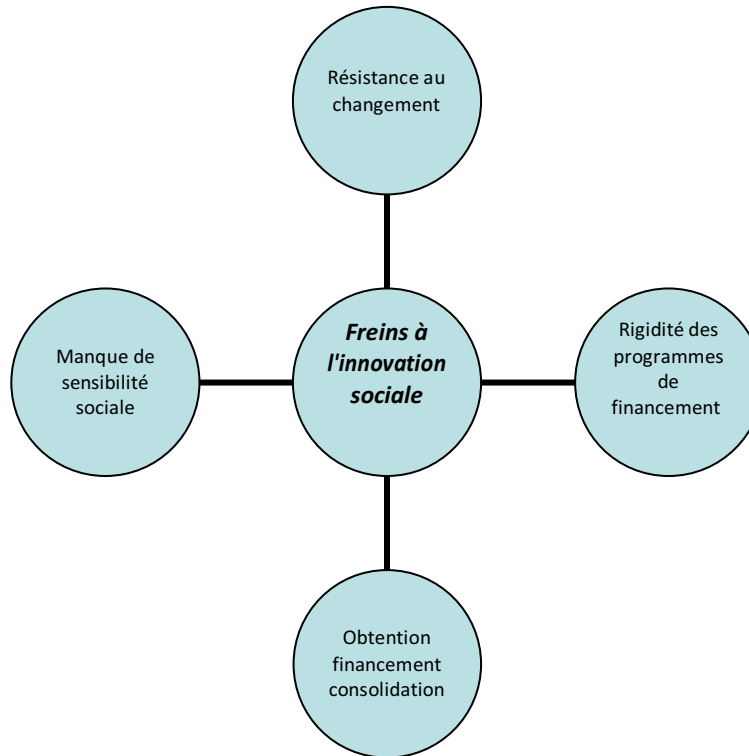 Résistance au
changement
Manque de
sensibilité
sociale
Freins à
l'innovation
sociale
Rigidité des
programmes
de
financement
Obtention
financement
consolidation